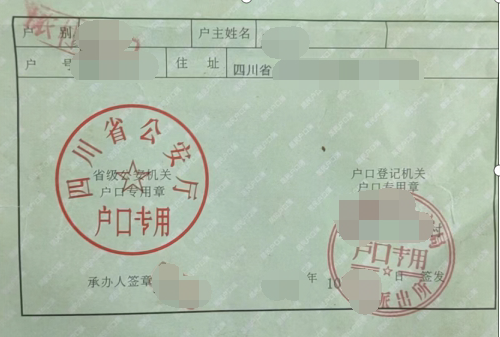 户 别 户主姓名
户 号 住 址 四川省
四川省公安厅
省级公安机关
户口专用章
户口专用
户口登记机关
户口专用章
局
户口专用
派出所
承办人签章
年 10 日 签发